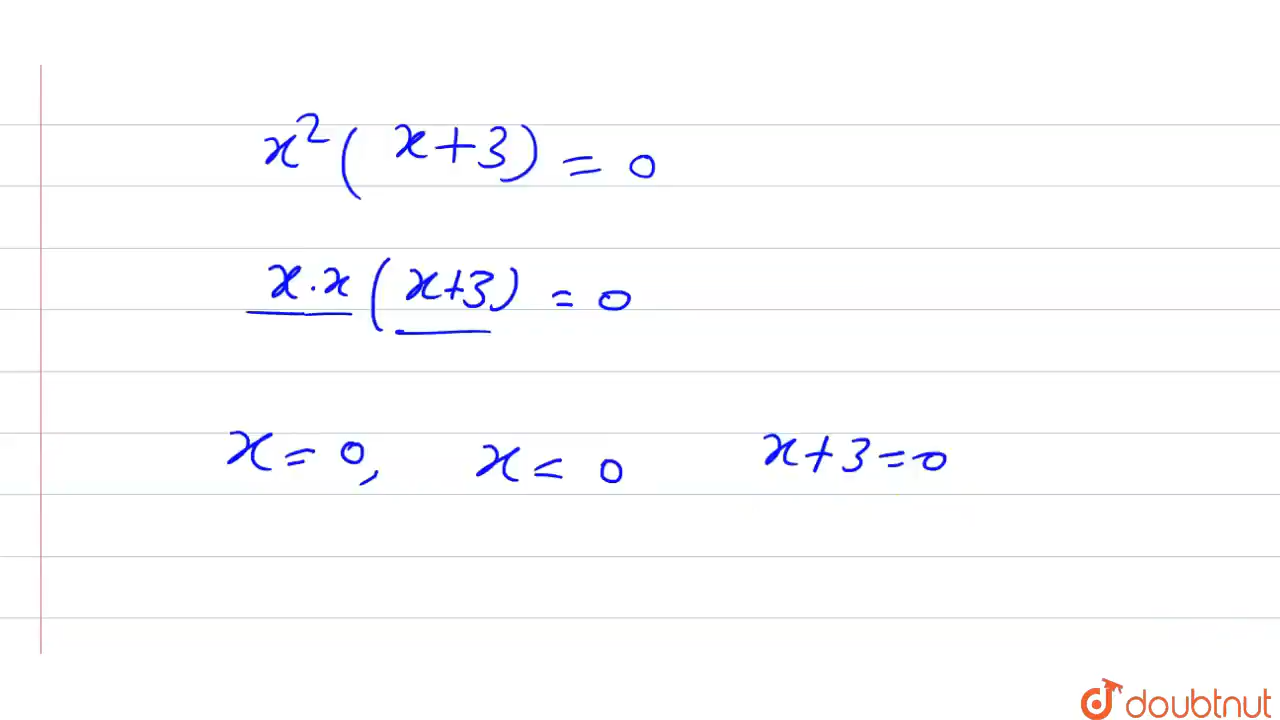 x²( x+3) = 0
x.x (x+3) = 0
x = 0, x = 0 x+3=0
doubtnut